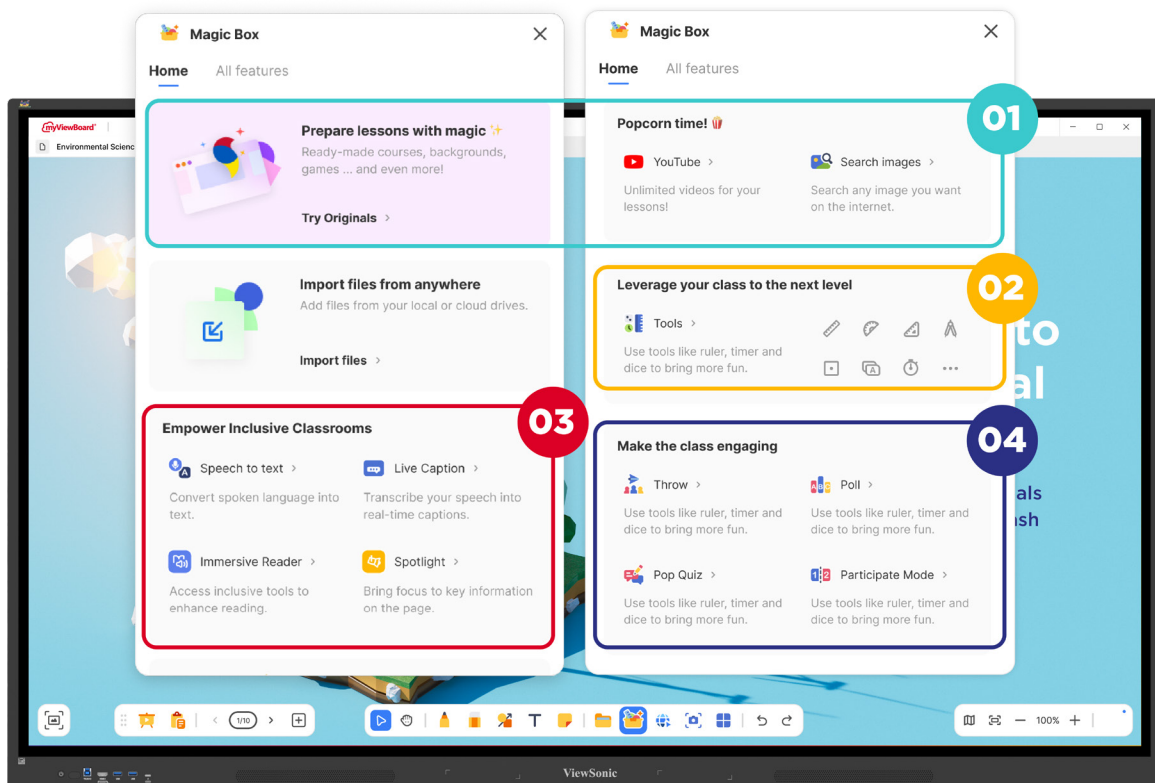 Magic Box
Home All features
Prepare lessons with magic
Ready-made courses, backgrounds,
games ... and even more!
Try Originals >
Import files from anywhere
Add files from your local or cloud drives.
Import files >
03
Empower Inclusive Classrooms
Speech to text >
Convert spoken language into
text.
Live Caption >
Transcribe your speech into
real-time captions.
Immersive Reader >
Access inclusive tools to
enhance reading.
Spotlight >
Bring focus to key information
on the page.
Magic Box
Home All features
01
Popcorn time!
YouTube >
Unlimited videos for your
lessons!
Search images >
Search any image you want
on the internet.
02
Leverage your class to the next level
Tools >
Use tools like ruler, timer and
dice to bring more fun.
04
Make the class engaging
Throw >
Use tools like ruler, timer and
dice to bring more fun.
Poll >
Use tools like ruler, timer and
dice to bring more fun.
Pop Quiz >
Use tools like ruler, timer and
dice to bring more fun.
Participate Mode >
Use tools like ruler, timer and
dice to bring more fun.
myViewBoard
Environmental Scienc
to
al
als
ash
1/10
T
100%
ViewSonic